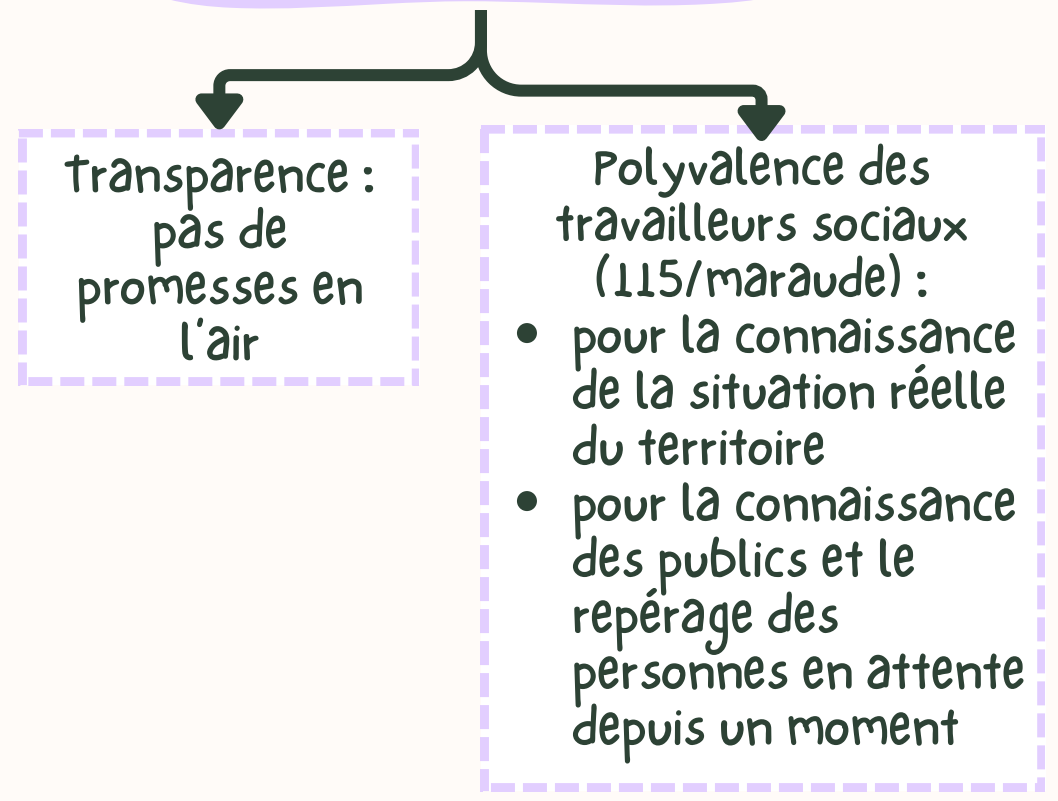 Transparence :
pas de
promesses en
l'air
Polyvalence des
travailleurs sociaux
(115/maraude) :
• pour la connaissance
de la situation réelle
du territoire
• pour la connaissance
des publics et le
repérage des
personnes en attente
depuis un moment